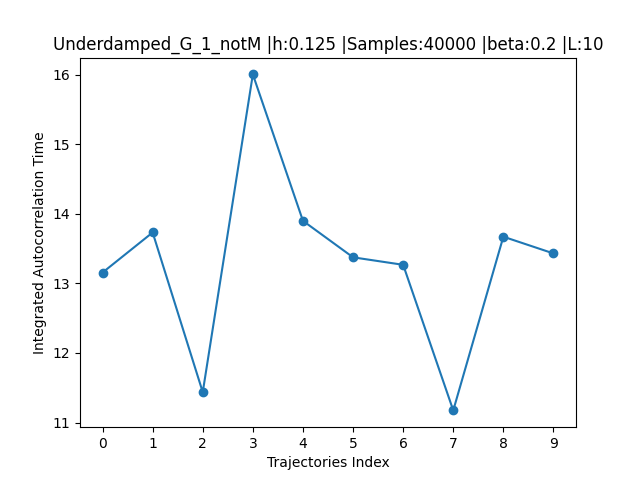 Underdamped_G_1_notM |h:0.125 |Samples:40000 |beta:0.2 |L:10
16
15
14
13
12
11
Integrated Autocorrelation Time
0 1 2 3 4 5 6 7 8 9
Trajectories Index